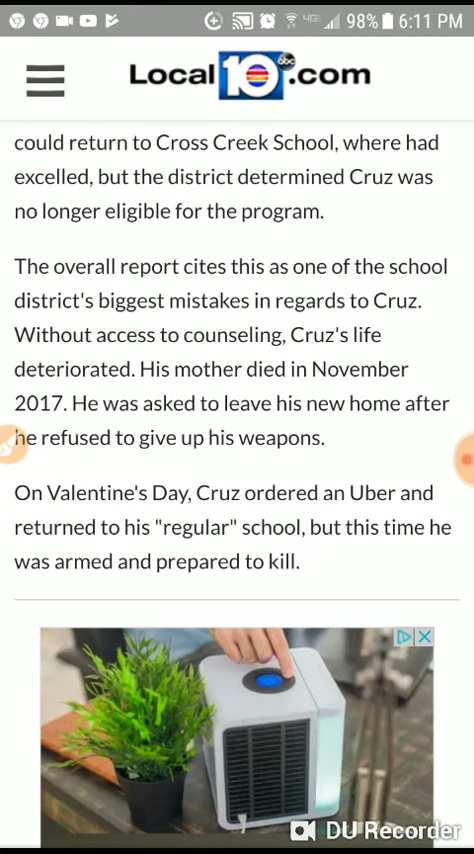 98% 6:11 PM
Local 10 abc .com
could return to Cross Creek School, where had
excelled, but the district determined Cruz was
no longer eligible for the program.
The overall report cites this as one of the school
district's biggest mistakes in regards to Cruz.
Without access to counseling, Cruz's life
deteriorated. His mother died in November
2017. He was asked to leave his new home after
he refused to give up his weapons.
On Valentine's Day, Cruz ordered an Uber and
returned to his "regular" school, but this time he
was armed and prepared to kill.
DU Recorder